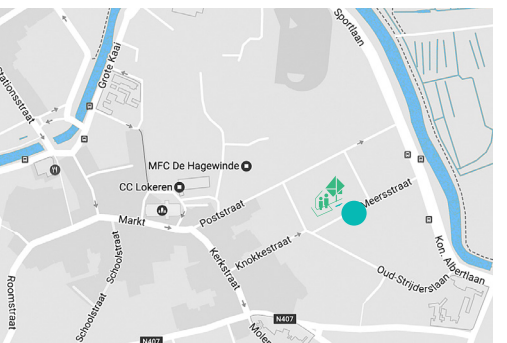 Sportlaan
Grote Kaai
Stationsstraat
MFC De Hagewinde
CC Lokeren
Meersstraat
Markt
Poststraat
Knokkestraat
Kerkstraat
Schoolstraat
Kon. Albertlaan
Oud-Strijderslaan
Roomstraat
Schoolstraat
N407
N407
Molen